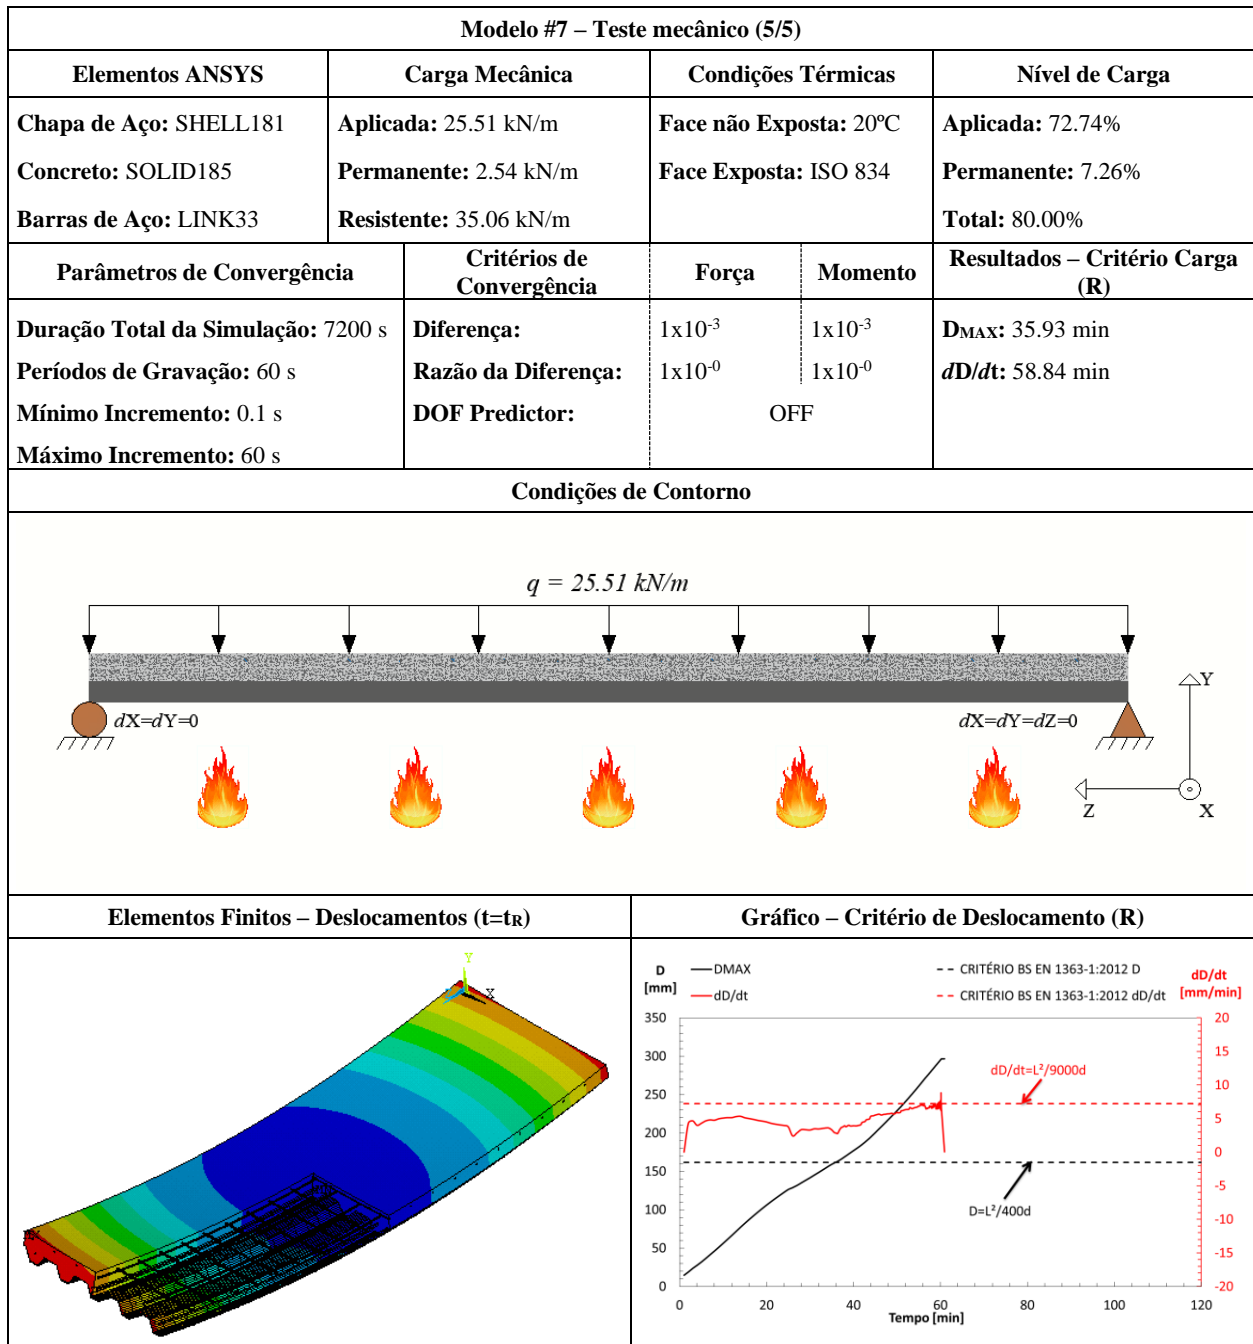 Modelo #7 – Teste mecânico (5/5)
Elementos ANSYS
Carga Mecânica
Condições Térmicas
Nível de Carga
Chapa de Aço: SHELL181
Concreto: SOLID185
Barras de Aço: LINK33
Aplicada: 25.51 kN/m
Permanente: 2.54 kN/m
Resistente: 35.06 kN/m
Face não Exposta: 20ºC
Face Exposta: ISO 834
Aplicada: 72.74%
Permanente: 7.26%
Total: 80.00%
Parâmetros de Convergência
Critérios de
Convergência
Força
Momento
Resultados – Critério Carga
(R)
Duração Total da Simulação: 7200 s
Períodos de Gravação: 60 s
Mínimo Incremento: 0.1 s
Máximo Incremento: 60 s
Diferença: 1x10-3 1x10-3
Razão da Diferença: 1x10-0 1x10-0
DOF Predictor: OFF
DMAX: 35.93 min
dD/dt: 58.84 min
Condições de Contorno
q = 25.51 kN/m
dX=dY=0
dX=dY=dZ=0
Y
Z
X
Elementos Finitos – Deslocamentos (t=tR)
Y
X
Gráfico – Critério de Deslocamento (R)
D
[mm]
DMAX
dD/dt
CRITÉRIO BS EN 1363-1:2012 D
CRITÉRIO BS EN 1363-1:2012 dD/dt
dD/dt
[mm/min]
350
300
250
200
150
100
50
0
20
15
10
5
0
-5
-10
-15
-20
dD/dt=L²/9000d
D=L²/400d
0 20 40 60 80 100 120
Tempo [min]